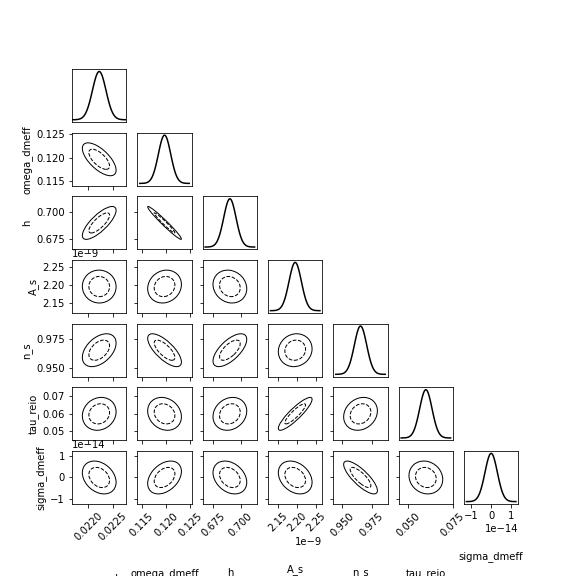 omega_dmeff
0.125
0.120
0.115
h
0.700
0.675
1e−9
A_s
2.25
2.20
2.15
n_s
0.975
0.950
tau_reio
0.07
0.06
0.05
1e−14
sigma_dmeff
1
0
−1
0.0220
0.0225
0.115
0.120
0.125
0.675
0.700
2.15
2.20
2.25
1e−9
0.950
0.975
0.050
0.075
−1 0 1
1e−14
sigma_dmeff
omega_dmeff
h
A_s
n_s
tau_reio